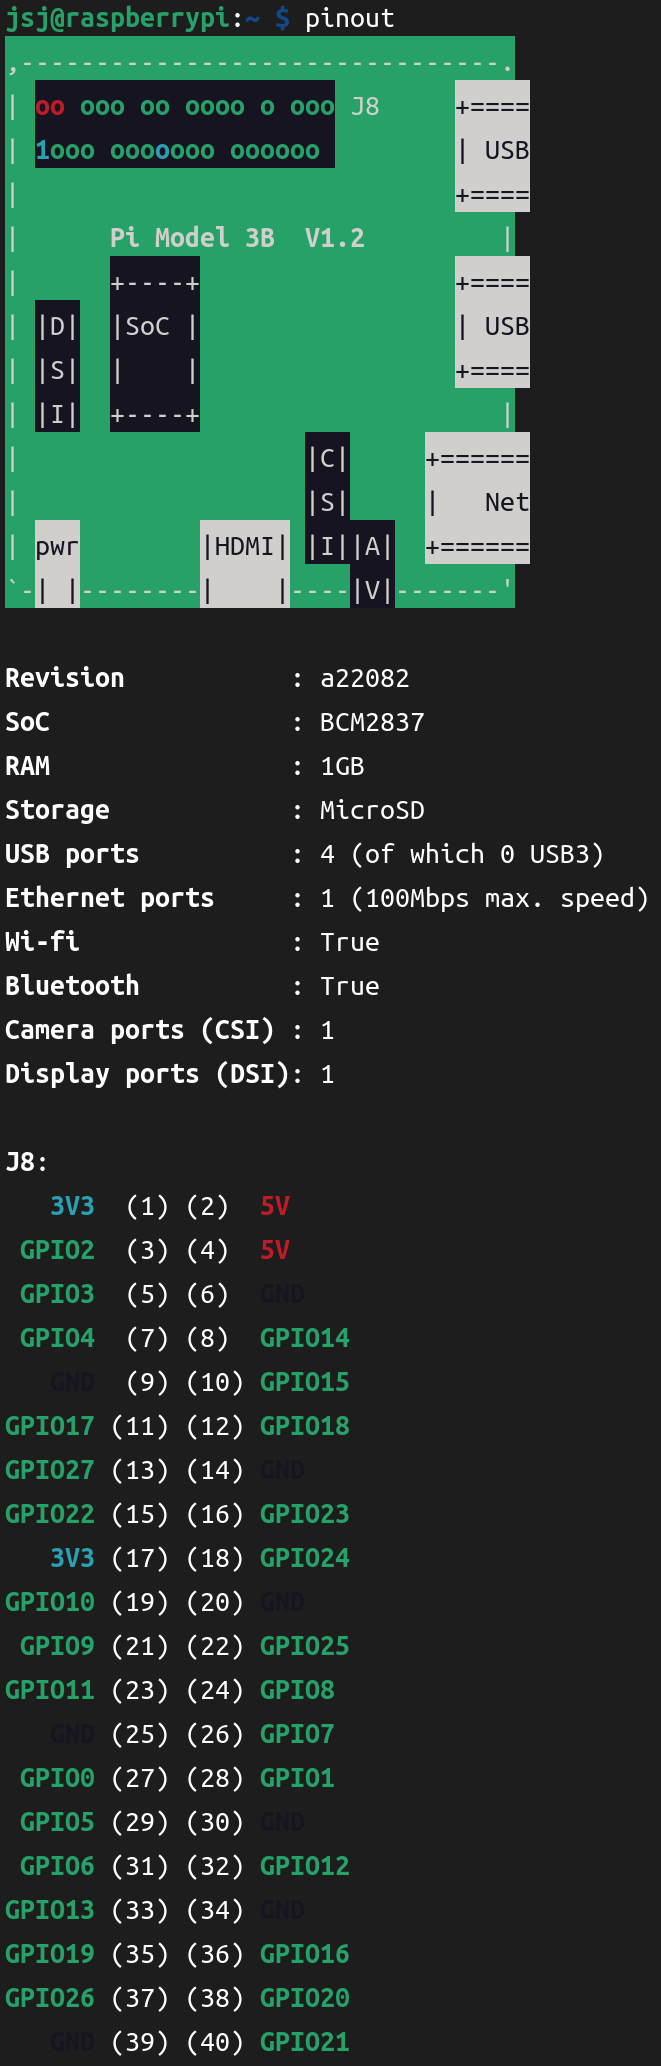 jsj@raspberrypi:~ $ pinout
,--------------------------------.
| oo ooo oo oooo o ooo J8     +====
| 1ooo ooooooo oooooo         | USB
|                             +====
|      Pi Model 3B  V1.2         |
|      +----+                 +====
| |D|  |SoC |                 | USB
| |S|  |    |                 +====
| |I|  +----+                    |
|                   |C|     +======
|                   |S|     |   Net
| pwr        |HDMI| |I||A|  +======
`-| |--------|    |----|V|-------'
Revision           : a22082
SoC                : BCM2837
RAM                : 1GB
Storage            : MicroSD
USB ports          : 4 (of which 0 USB3)
Ethernet ports     : 1 (100Mbps max. speed)
Wi-fi              : True
Bluetooth          : True
Camera ports (CSI) : 1
Display ports (DSI): 1
J8:
   3V3  (1) (2)  5V
 GPIO2  (3) (4)  5V
 GPIO3  (5) (6)  GND
 GPIO4  (7) (8)  GPIO14
   GND  (9) (10) GPIO15
GPIO17 (11) (12) GPIO18
GPIO27 (13) (14) GND
GPIO22 (15) (16) GPIO23
   3V3 (17) (18) GPIO24
GPIO10 (19) (20) GND
 GPIO9 (21) (22) GPIO25
GPIO11 (23) (24) GPIO8
   GND (25) (26) GPIO7
 GPIO0 (27) (28) GPIO1
 GPIO5 (29) (30) GND
 GPIO6 (31) (32) GPIO12
GPIO13 (33) (34) GND
GPIO19 (35) (36) GPIO16
GPIO26 (37) (38) GPIO20
   GND (39) (40) GPIO21